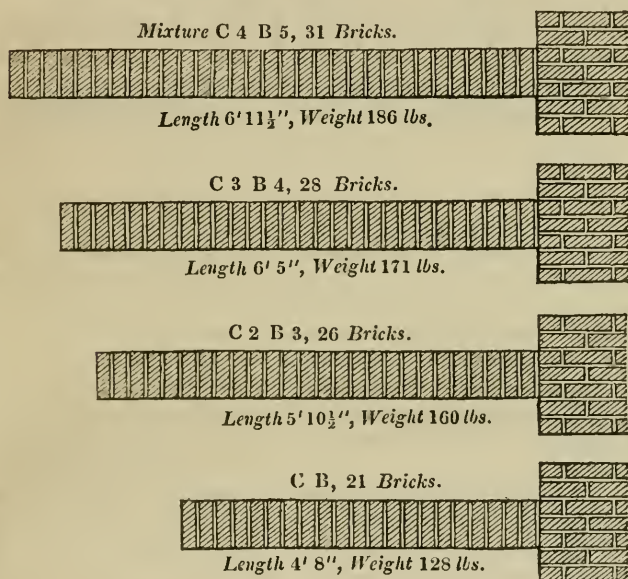 Mixture C 4 B 5, 31 Bricks.
Length 6' 11½", Weight 186 lbs.
C 3 B 4, 28 Bricks.
Length 6' 5", Weight 171 lbs.
C 2 B 3, 26 Bricks.
Length 5' 10½", Weight 160 lbs.
C B, 21 Bricks.
Length 4' 8", Weight 128 lbs.